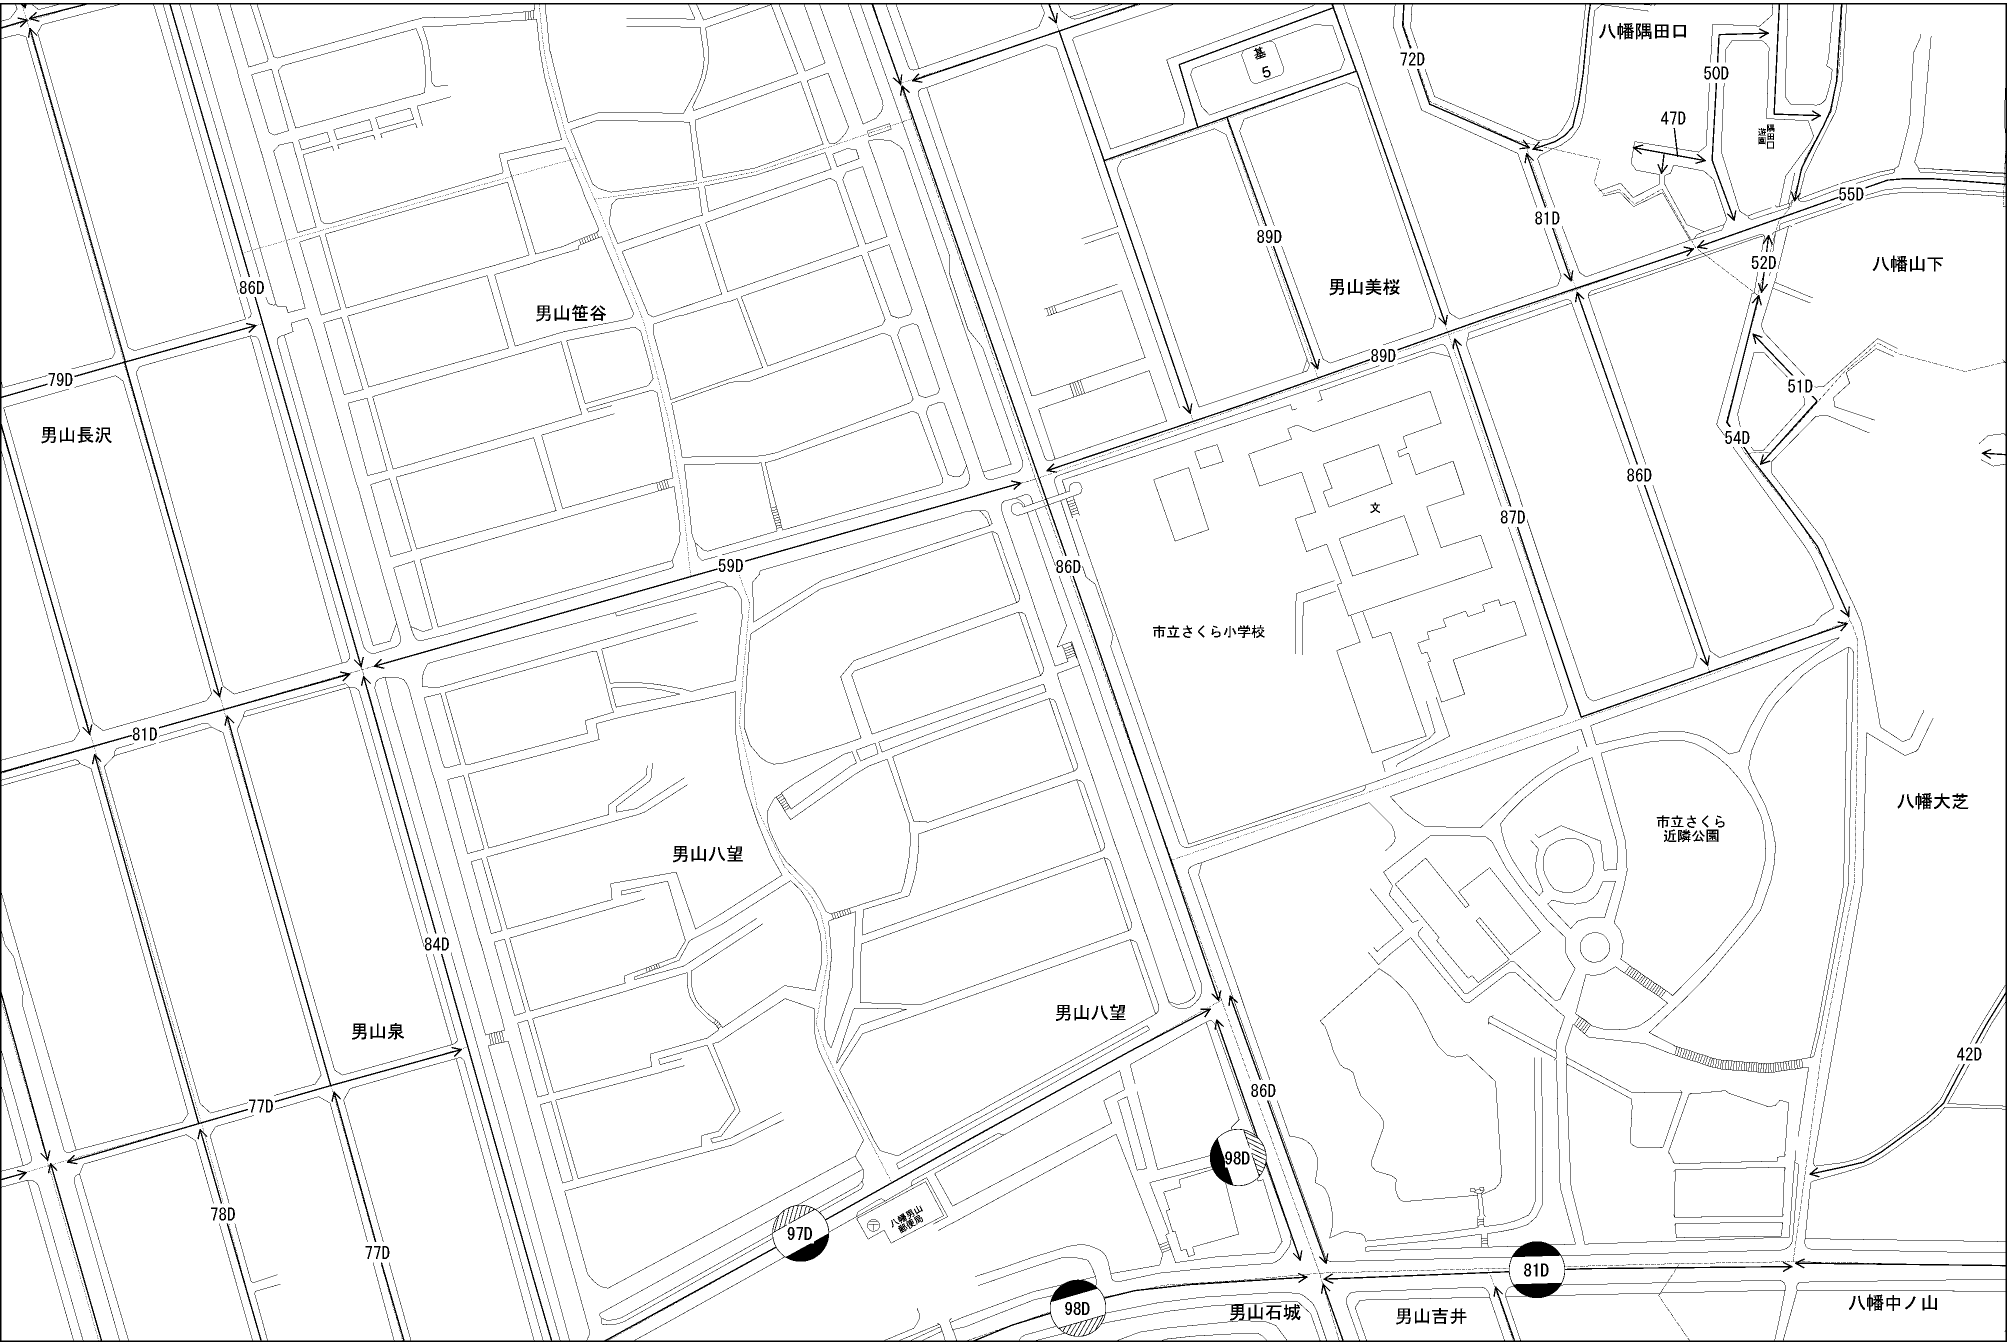 八幡隅田口
基
5
72D
50D
47D
隅田口
遊園
55D
81D
89D
52D
八幡山下
86D
男山笹谷
男山美桜
89D
79D
51D
男山長沢
54D
86D
文
87D
59D
86D
市立さくら小学校
81D
八幡大芝
市立さくら
近隣公園
男山八望
84D
男山八望
男山泉
42D
86D
77D
98D
78D
八幡男山
郵便局
97D
77D
81D
98D
男山石城
男山吉井
八幡中ノ山